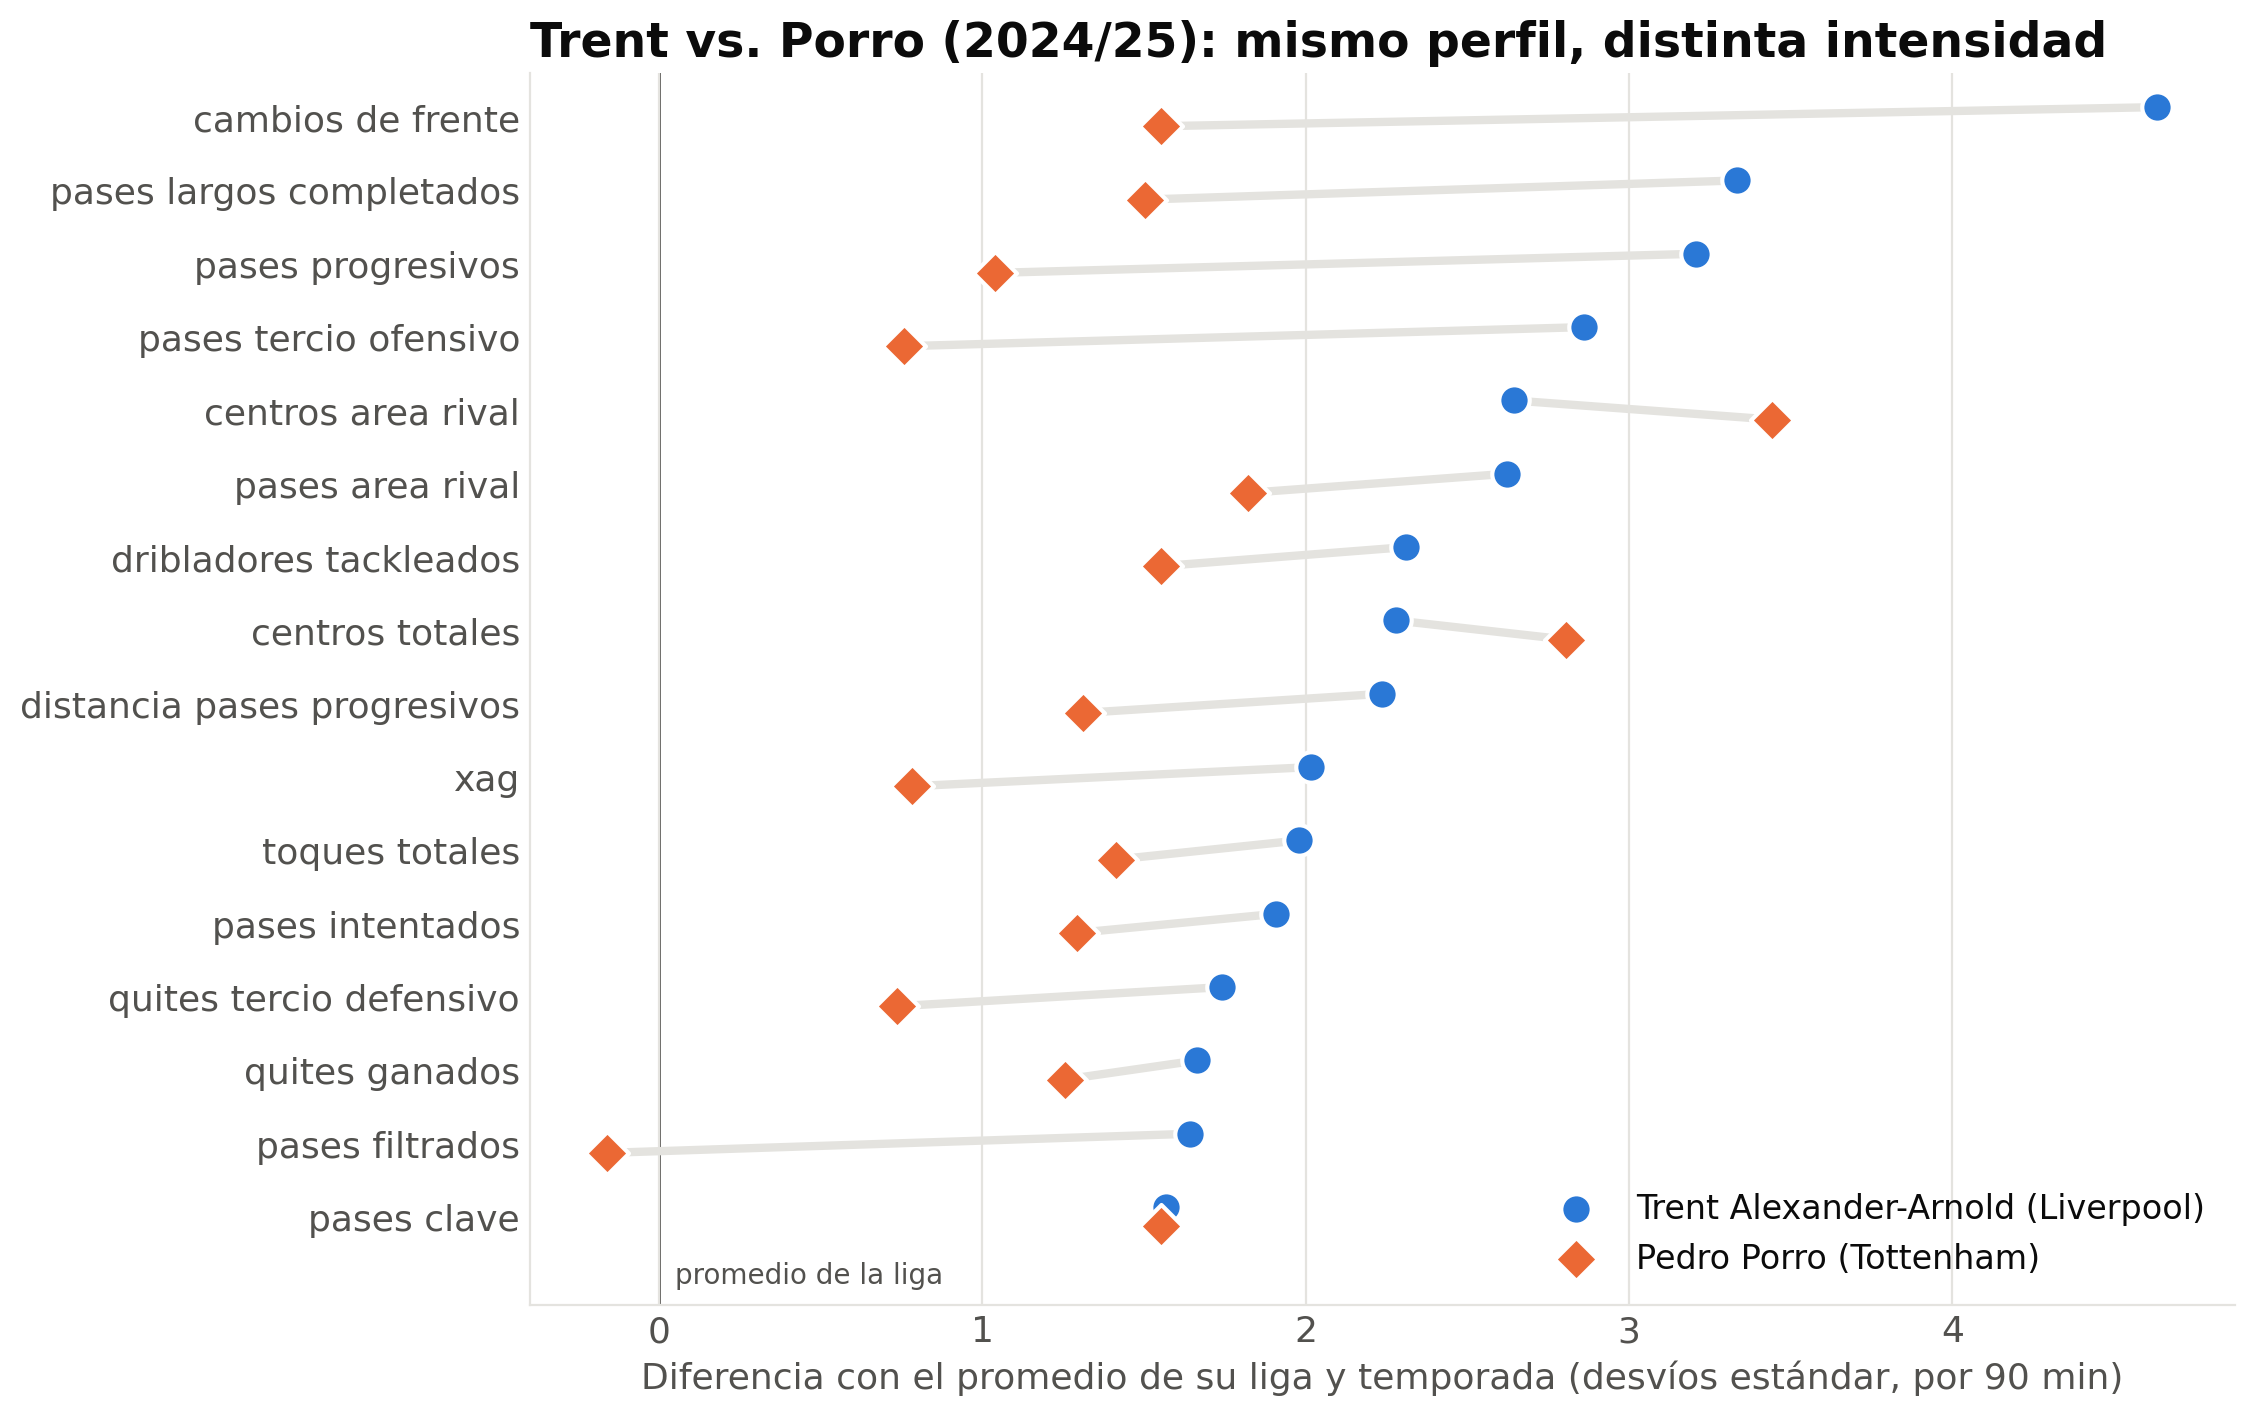 Trent vs. Porro (2024/25): mismo perfil, distinta intensidad
cambios de frente
pases largos completados
pases progresivos
pases tercio ofensivo
centros area rival
pases area rival
dribladores tackleados
centros totales
distancia pases progresivos
xag
toques totales
pases intentados
quites tercio defensivo
quites ganados
pases filtrados
pases clave
Trent Alexander-Arnold (Liverpool)
Pedro Porro (Tottenham)
promedio de la liga
0 1 2 3 4
Diferencia con el promedio de su liga y temporada (desvíos estándar, por 90 min)